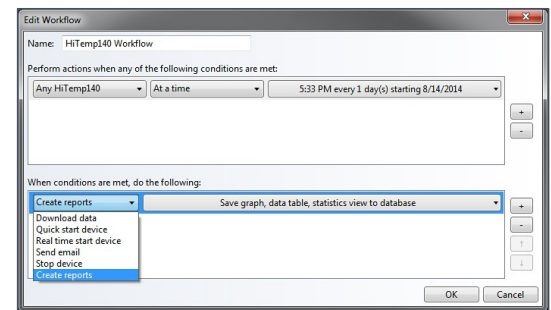 Edit Workflow
Name: HiTemp140 Workflow
Perform actions when any of the following conditions are met:
Any HiTemp140 At a time 5:33 PM every 1 day(s) starting 8/14/2014
+
-
When conditions are met, do the following:
Create reports Save graph, data table, statistics view to database
+
Download data
-
Quick start device
Real time start device
↑
Send email
Stop device
↓
Create reports
OK Cancel